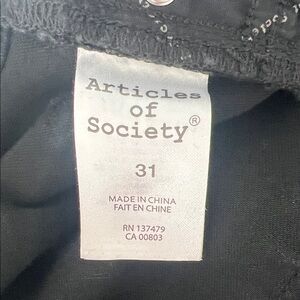 Articles
of
Society®
31
MADE IN CHINA
FAIT EN CHINE
RN 137479
CA 00803